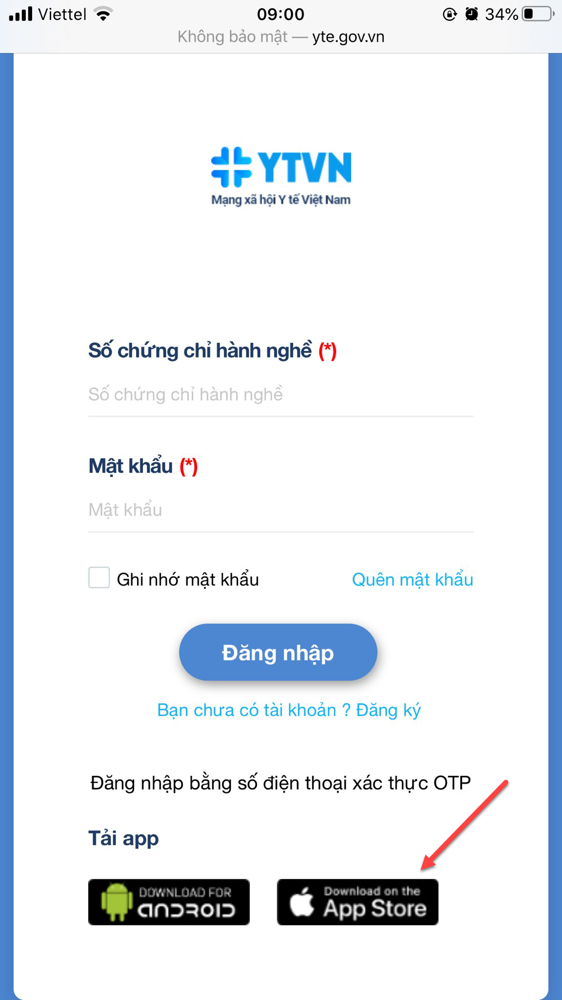 Viettel 09:00 34%
Không bảo mật — yte.gov.vn
YTVN
Mạng xã hội Y tế Việt Nam
Số chứng chỉ hành nghề (*)
Số chứng chỉ hành nghề
Mật khẩu (*)
Mật khẩu
Ghi nhớ mật khẩu Quên mật khẩu
Đăng nhập
Bạn chưa có tài khoản ? Đăng ký
Đăng nhập bằng số điện thoại xác thực OTP
Tải app
DOWNLOAD FOR
ANDROID
Download on the
App Store